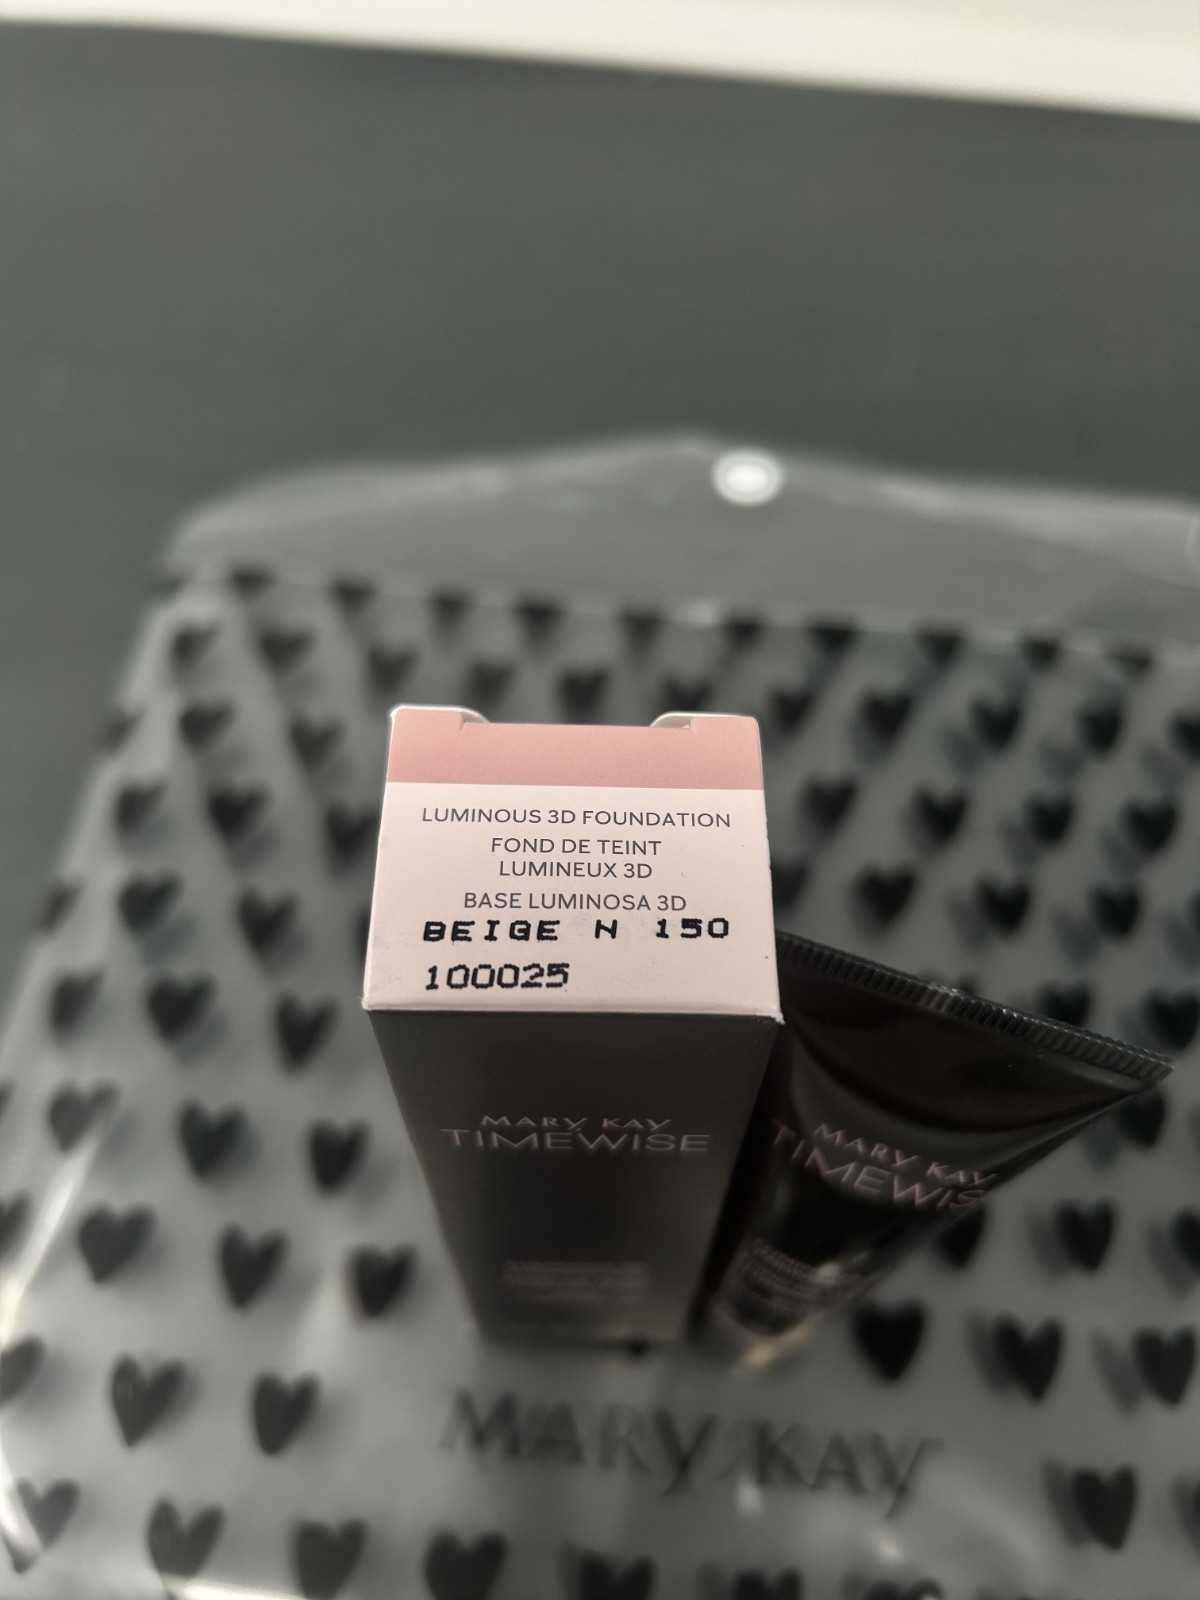 LUMINOUS 3D FOUNDATION
FOND DE TEINT
LUMINEUX 3D
BASE LUMINOSA 3D
BEIGE N 150
100025
MARY KAY
TIMEWISE
MARY KAY
TIMEWIS
MARY KAY